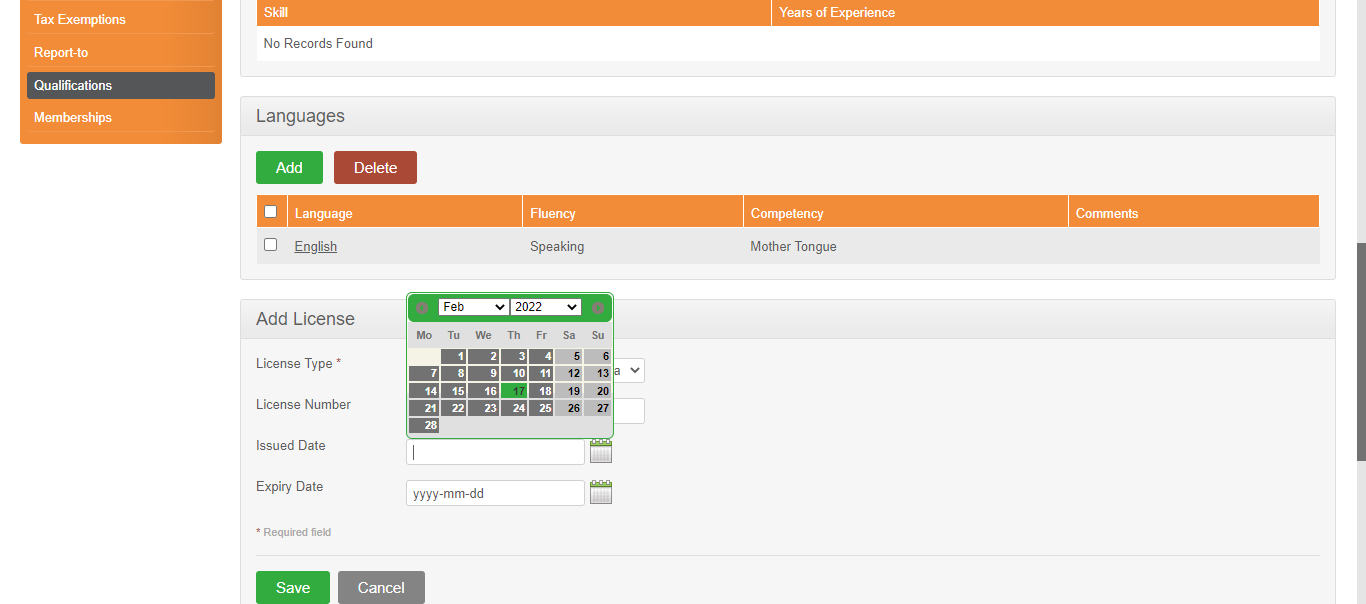 Tax Exemptions
Report-to
Qualifications
Memberships
Skill Years of Experience
No Records Found
Languages
Add Delete
Language Fluency Competency Comments
English Speaking Mother Tongue
Add License
Feb 2022
Mo Tu We Th Fr Sa Su
1 2 3 4 5 6
7 8 9 10 11 12 13
14 15 16 17 18 19 20
21 22 23 24 25 26 27
28
License Type * a
License Number
Issued Date
Expiry Date yyyy-mm-dd
* Required field
Save Cancel